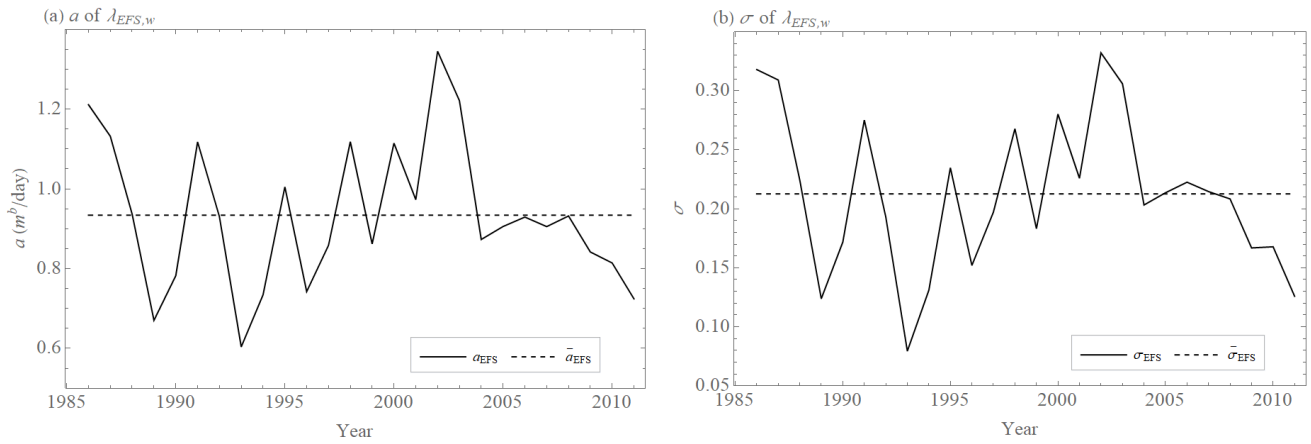 (a) a of λEFS,w
a (m^b/day)
1.2
1.0
0.8
0.6
aEFS
āEFS
1985
1990
1995
2000
2005
2010
Year
(b) σ of λEFS,w
σ
0.30
0.25
0.20
0.15
0.10
0.05
σEFS
σ̄EFS
1985
1990
1995
2000
2005
2010
Year